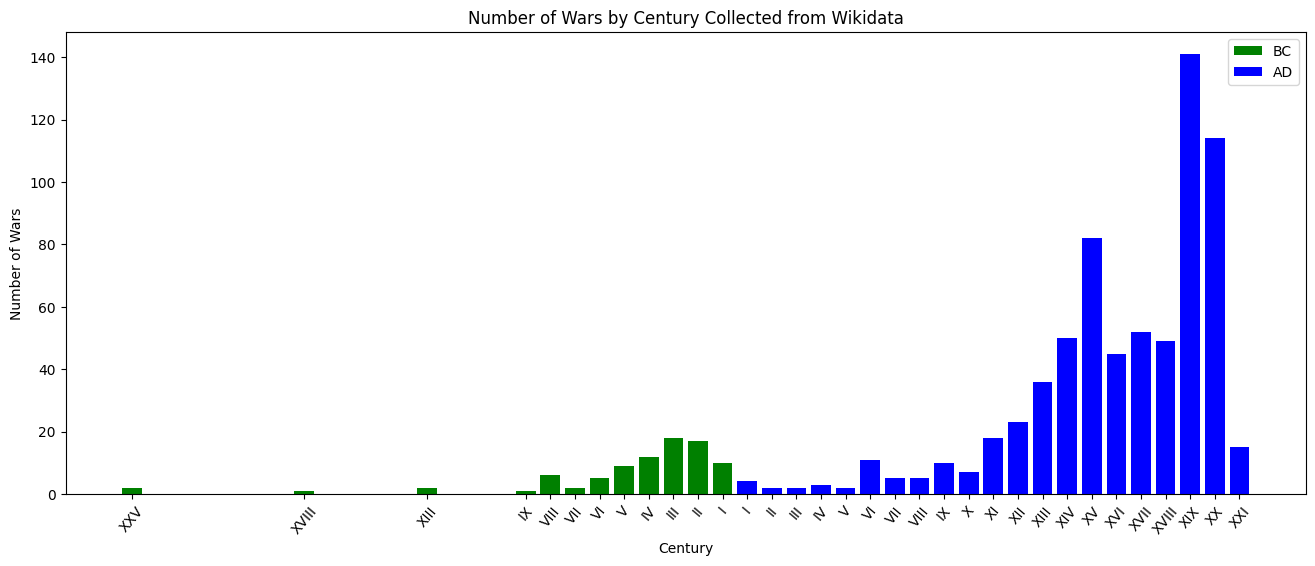 Number of Wars by Century Collected from Wikidata
BC
AD
Number of Wars
140
120
100
80
60
40
20
0
XXV XVIII XIII IX VIII VII VI V IV III II I I II III IV V VI VII VIII IX X XI XII XIII XIV XV XVI XVII XVIII XIX XX XXI
Century